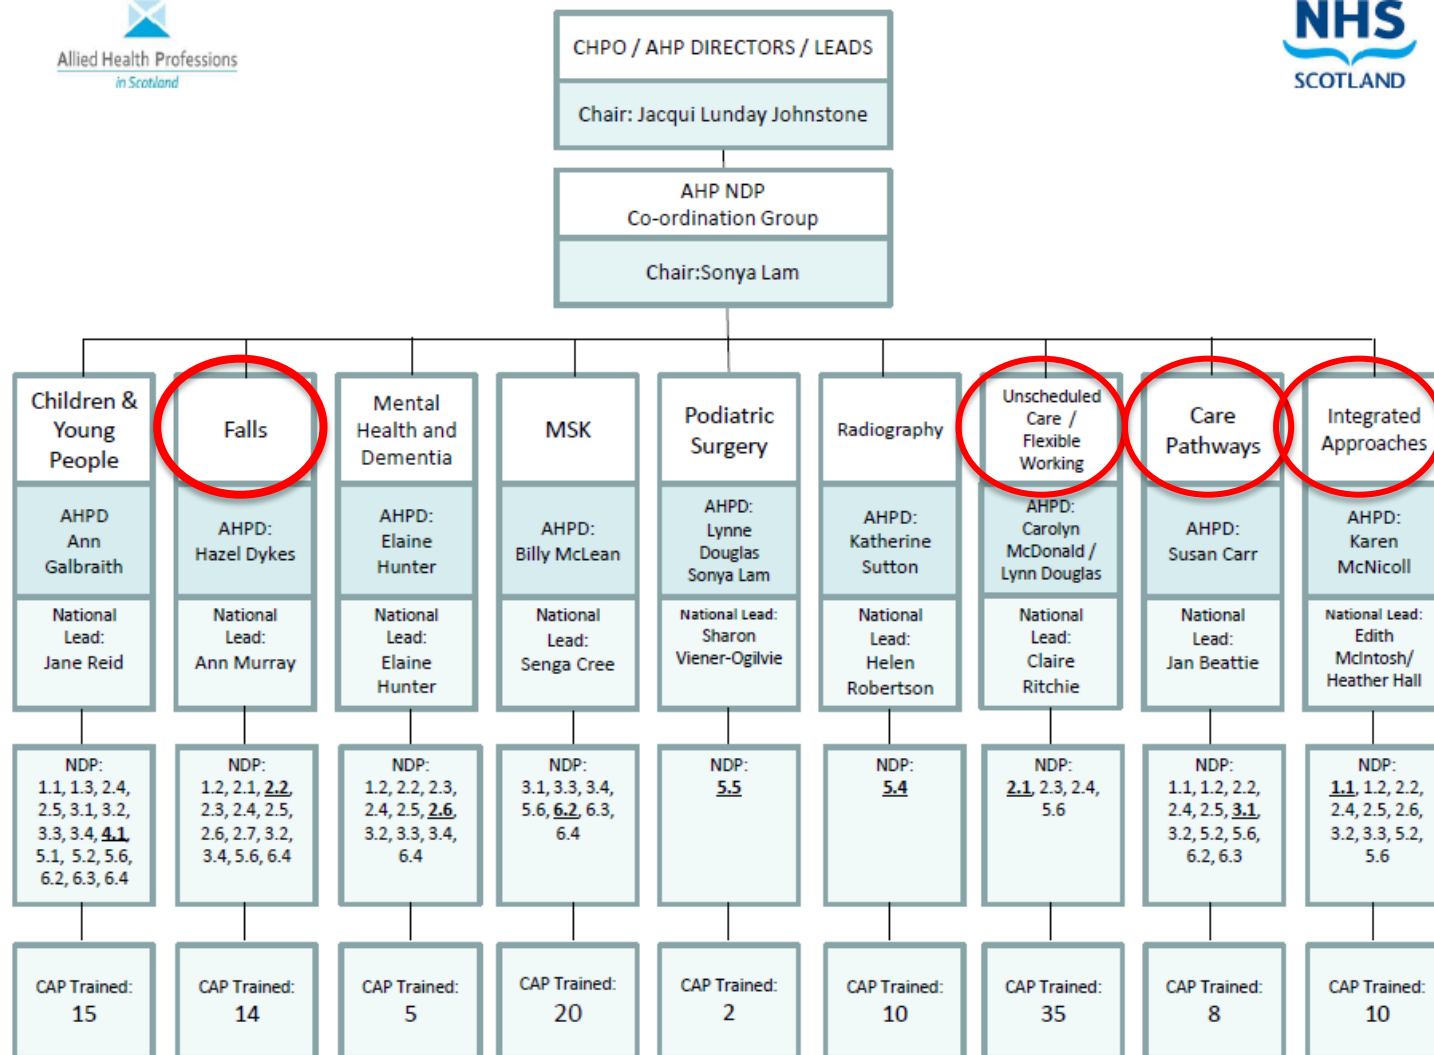 Allied Health Professions
in Scotland
NHS
SCOTLAND
CHPO / AHP DIRECTORS / LEADS
Chair: Jacqui Lunday Johnstone
AHP NDP
Co-ordination Group
Chair:Sonya Lam
Children &
Young
People
AHPD
Ann
Galbraith
National
Lead:
Jane Reid
NDP:
1.1, 1.3, 2.4,
2.5, 3.1, 3.2,
3.3, 3.4, 4.1,
5.1, 5.2, 5.6,
6.2, 6.3, 6.4
CAP Trained:
15
Falls
AHPD:
Hazel Dykes
National
Lead:
Ann Murray
NDP:
1.2, 2.1, 2.2,
2.3, 2.4, 2.5,
2.6, 2.7, 3.2,
3.4, 5.6, 6.4
CAP Trained:
14
Mental
Health and
Dementia
AHPD:
Elaine
Hunter
National
Lead:
Elaine
Hunter
NDP:
1.2, 2.2, 2.3,
2.4, 2.5, 2.6,
3.2, 3.3, 3.4,
6.4
CAP Trained:
5
MSK
AHPD:
Billy McLean
National
Lead:
Senga Cree
NDP:
3.1, 3.3, 3.4,
5.6, 6.2, 6.3,
6.4
CAP Trained:
20
Podiatric
Surgery
AHPD:
Lynne
Douglas
Sonya Lam
National Lead:
Sharon
Viener-Ogilvie
NDP:
5.5
CAP Trained:
2
Radiography
AHPD:
Katherine
Sutton
National
Lead:
Helen
Robertson
NDP:
5.4
CAP Trained:
10
Unscheduled
Care /
Flexible
Working
AHPD:
Carolyn
McDonald /
Lynn Douglas
National
Lead:
Claire
Ritchie
NDP:
2.1, 2.3, 2.4,
5.6
CAP Trained:
35
Care
Pathways
AHPD:
Susan Carr
National
Lead:
Jan Beattie
NDP:
1.1, 1.2, 2.2,
2.4, 2.5, 3.1,
3.2, 5.2, 5.6,
6.2, 6.3
CAP Trained:
8
Integrated
Approaches
AHPD:
Karen
McNicoll
National Lead:
Edith
McIntosh/
Heather Hall
NDP:
1.1, 1.2, 2.2,
2.4, 2.5, 2.6,
3.2, 3.3, 5.2,
5.6
CAP Trained:
10